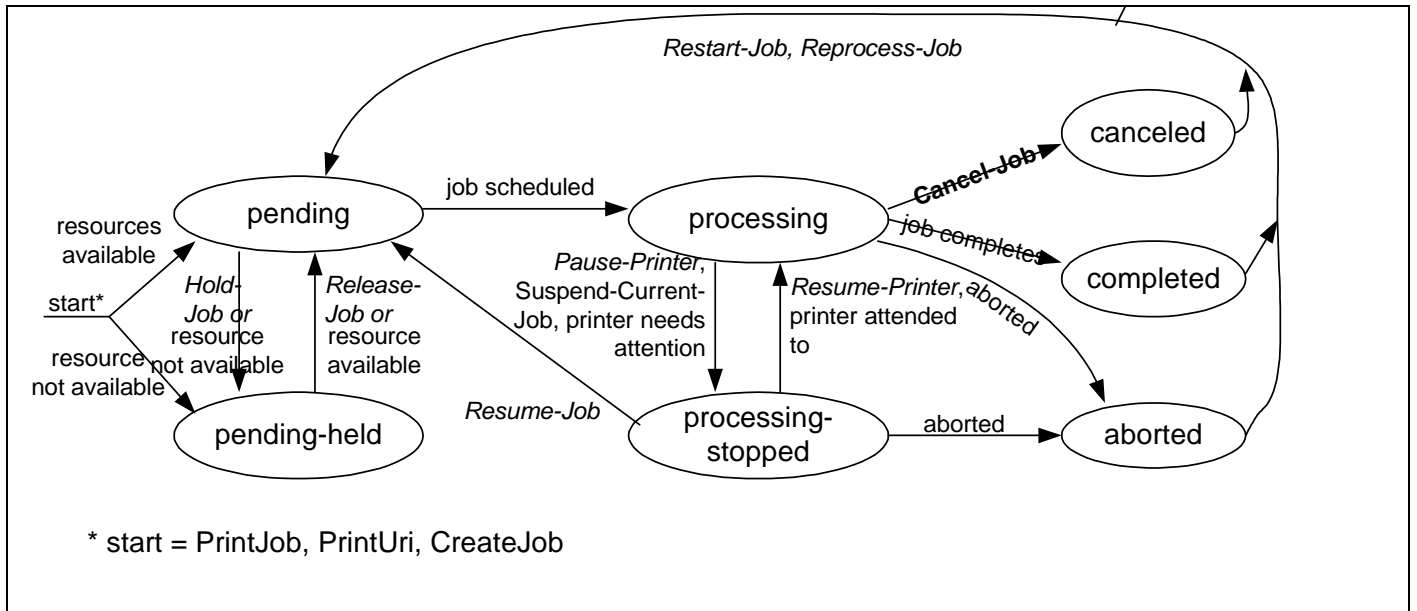 Restart-Job, Reprocess-Job
canceled
Cancel-Job
job scheduled
pending
processing
resources
available
job completes
completed
Pause-Printer,
Suspend-Current-
Job, printer needs
attention
Resume-Printer,
printer attended
to
aborted
Hold-
Job or
resource
not available
Release-
Job or
resource
available
start*
resource
not available
Resume-Job
pending-held
processing-
stopped
aborted
aborted
* start = PrintJob, PrintUri, CreateJob